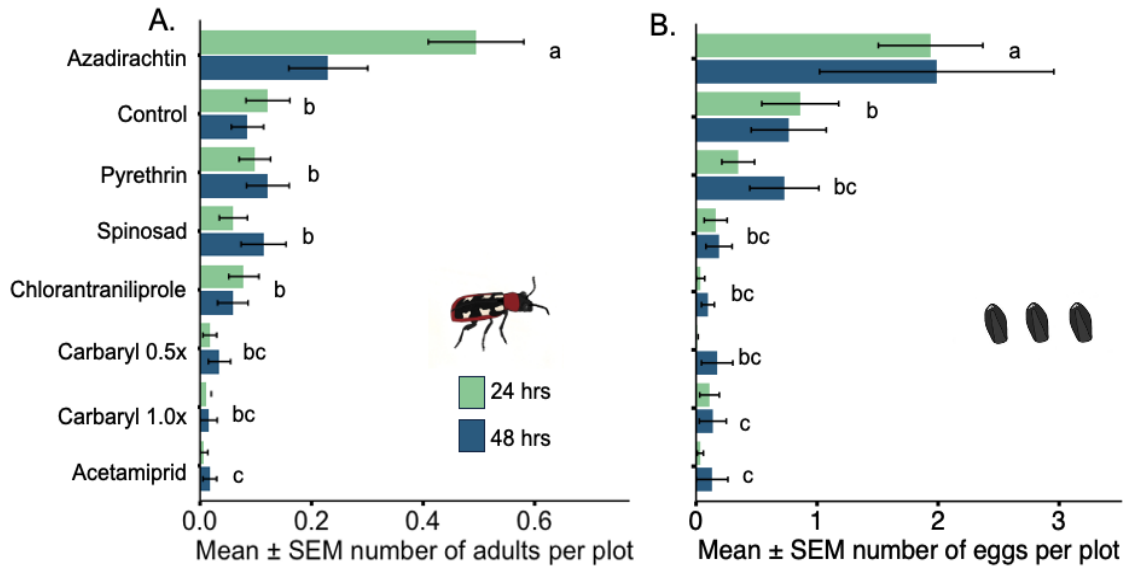 A.
Azadirachtin
a
Control
b
Pyrethrin
b
Spinosad
b
Chlorantraniliprole
b
Carbaryl 0.5x
bc
Carbaryl 1.0x
bc
Acetamiprid
c
24 hrs
48 hrs
0.0 0.2 0.4 0.6
Mean ± SEM number of adults per plot
B.
a
b
bc
bc
bc
bc
c
c
0 1 2 3
Mean ± SEM number of eggs per plot